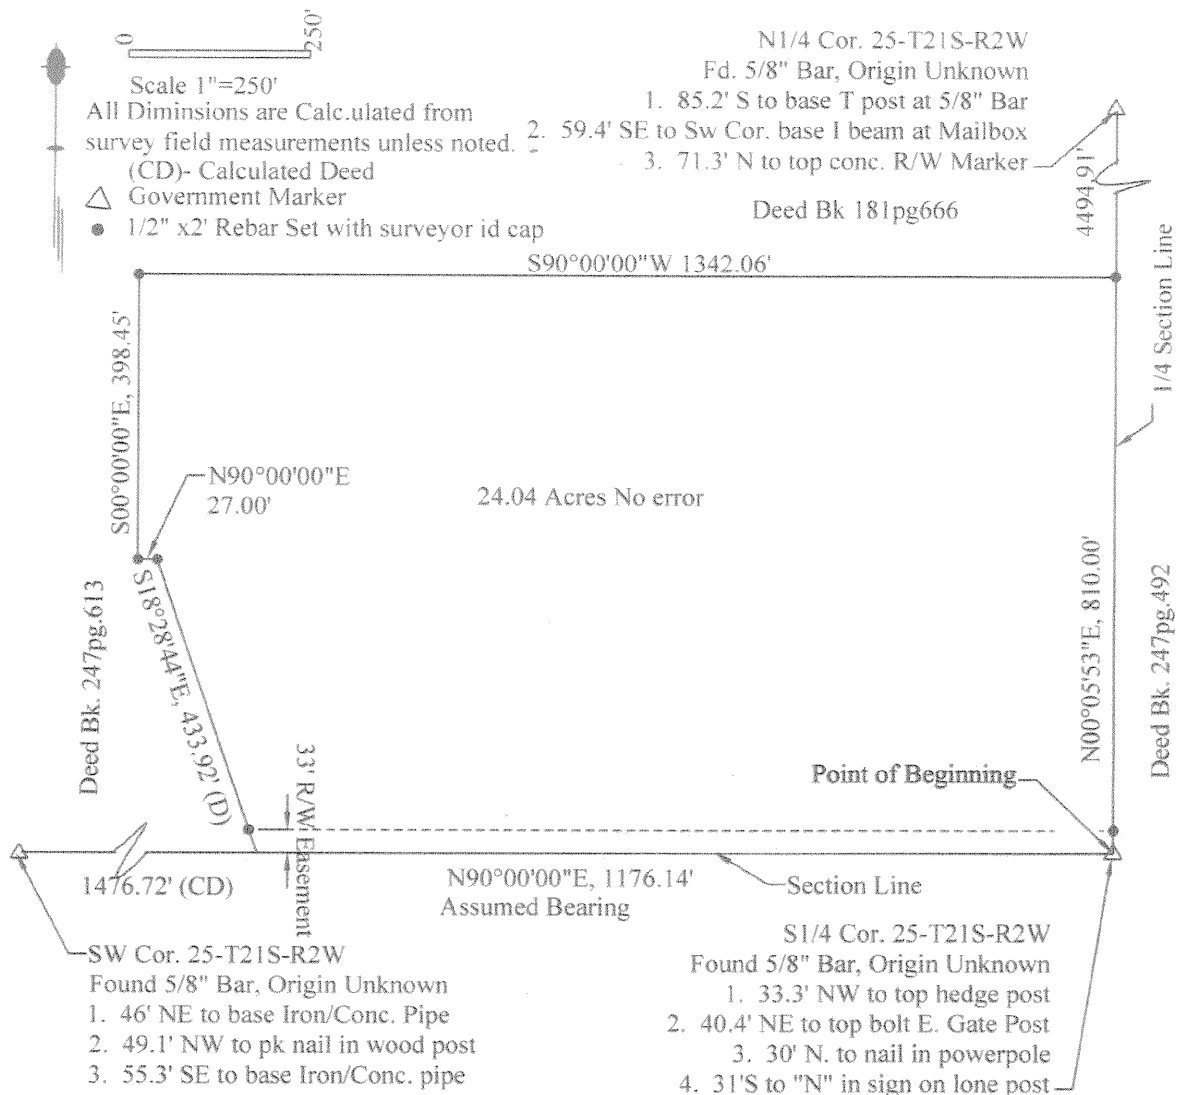 0
250'
Scale 1"=250'
All Diminsions are Calc.ulated from
survey field measurements unless noted.
(CD)- Calculated Deed
Government Marker
1/2" x2' Rebar Set with surveyor id cap
N1/4 Cor. 25-T21S-R2W
Fd. 5/8" Bar, Origin Unknown
1. 85.2' S to base T post at 5/8" Bar
2. 59.4' SE to Sw Cor. base I beam at Mailbox
3. 71.3' N to top conc. R/W Marker
4494.91'
Deed Bk 181pg666
S90°00'00"W 1342.06'
1/4 Section Line
S00°00'00"E, 398.45'
N90°00'00"E
27.00'
24.04 Acres No error
Deed Bk. 247pg.613
S18°28'44"E, 433.92' (D)
33' R/W Easement
N00°05'53"E, 810.00'
Deed Bk. 247pg.492
Point of Beginning
1476.72' (CD)
N90°00'00"E, 1176.14'
Assumed Bearing
Section Line
SW Cor. 25-T21S-R2W
Found 5/8" Bar, Origin Unknown
1. 46' NE to base Iron/Conc. Pipe
2. 49.1' NW to pk nail in wood post
3. 55.3' SE to base Iron/Conc. pipe
S1/4 Cor. 25-T21S-R2W
Found 5/8" Bar, Origin Unknown
1. 33.3' NW to top hedge post
2. 40.4' NE to top bolt E. Gate Post
3. 30' N. to nail in powerpole
4. 31'S to "N" in sign on lone post